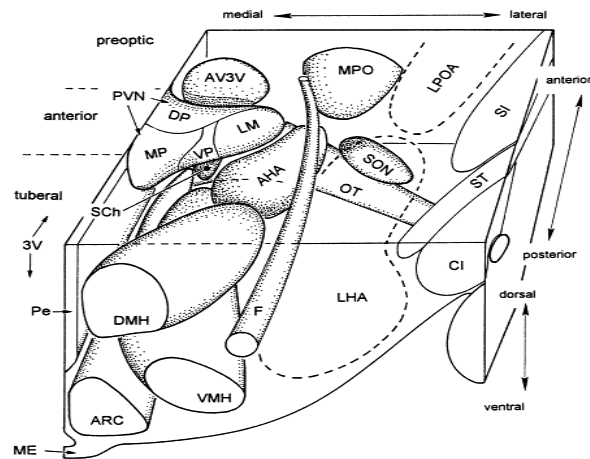 medial
lateral
preoptic
AV3V
MPO
LPOA
anterior
PVN
SI
DP
anterior
LM
MP
VP
SON
AHA
ST
OT
tuberal
SCh
3V
posterior
CI
dorsal
Pe
DMH
F
LHA
VMH
ARC
ventral
ME